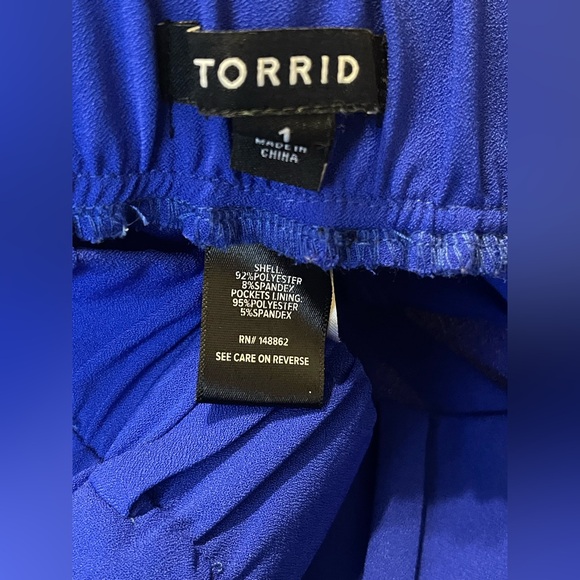 TORRID
1
MADE IN
CHINA
SHELL:
92%POLYESTER
8%SPANDEX
POCKETS LINING:
95%POLYESTER
5%SPANDEX
RN# 148862
SEE CARE ON REVERSE